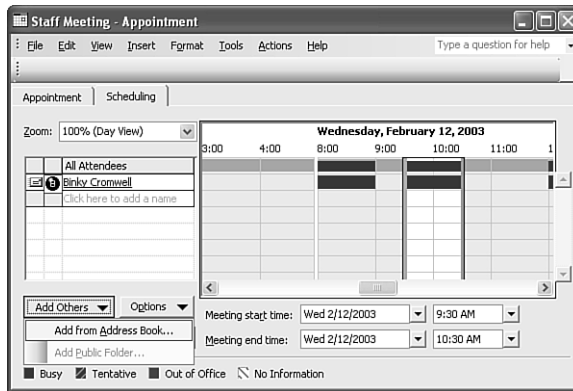 Staff Meeting - Appointment
File Edit View Insert Format Tools Actions Help Type a question for help
Appointment Scheduling
Zoom: 100% (Day View)
Wednesday, February 12, 2003
3:00 4:00 8:00 9:00 10:00 11:00 1
All Attendees
Binky Cromwell
Click here to add a name
Add Others Options
Meeting start time: Wed 2/12/2003 9:30 AM
Add from Address Book...
Meeting end time: Wed 2/12/2003 10:30 AM
Add Public Folder...
Busy Tentative Out of Office No Information